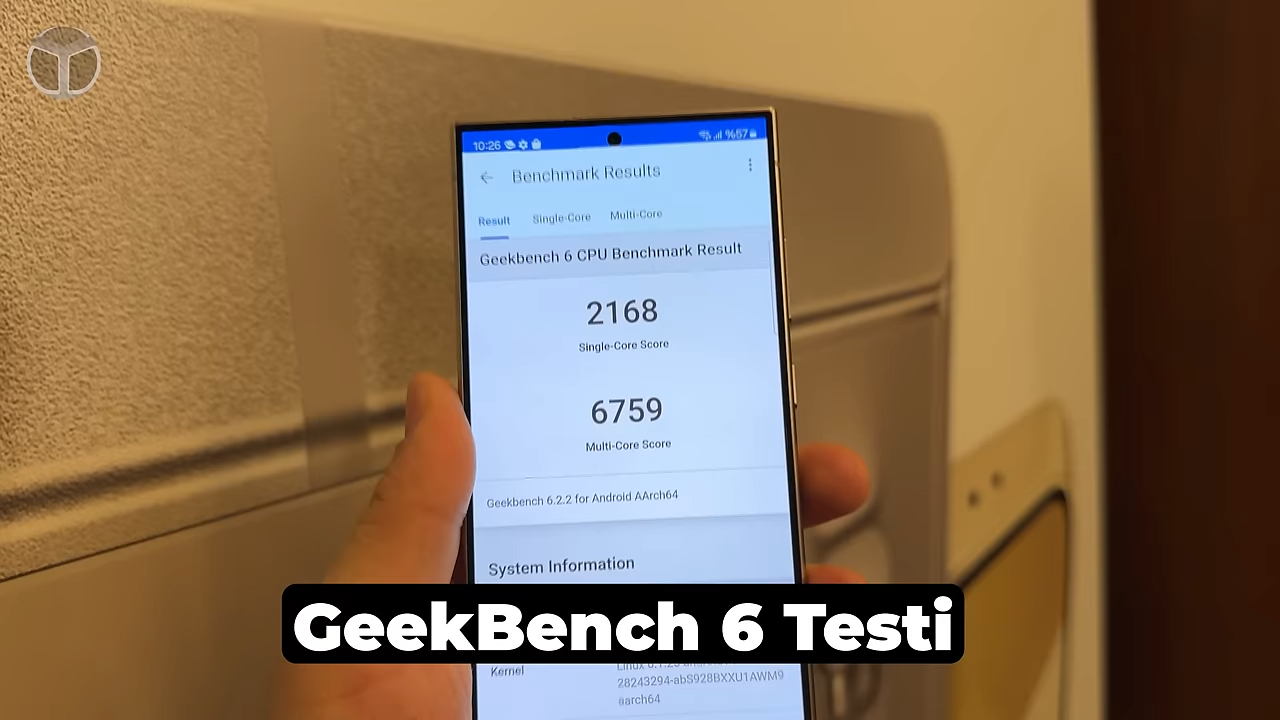 10:26 %57
Benchmark Results
Result Single-Core Multi-Core
Geekbench 6 CPU Benchmark Result
2168
Single-Core Score
6759
Multi-Core Score
Geekbench 6.2.2 for Android AArch64
System Information
GeekBench 6 Testi
Kernel
28243294-abS928BXXU1AWM9
aarch64